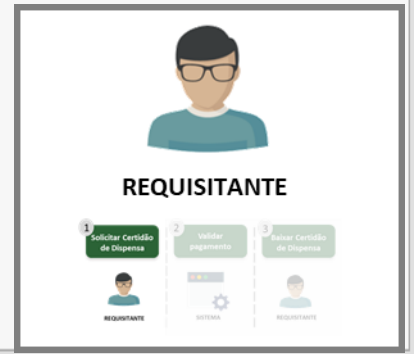 REQUISITANTE
1
Solicitar Certidão
de Dispensa
2
Validar
pagamento
3
Baixar Certidão
de Dispensa
REQUISITANTE
SISTEMA
REQUISITANTE